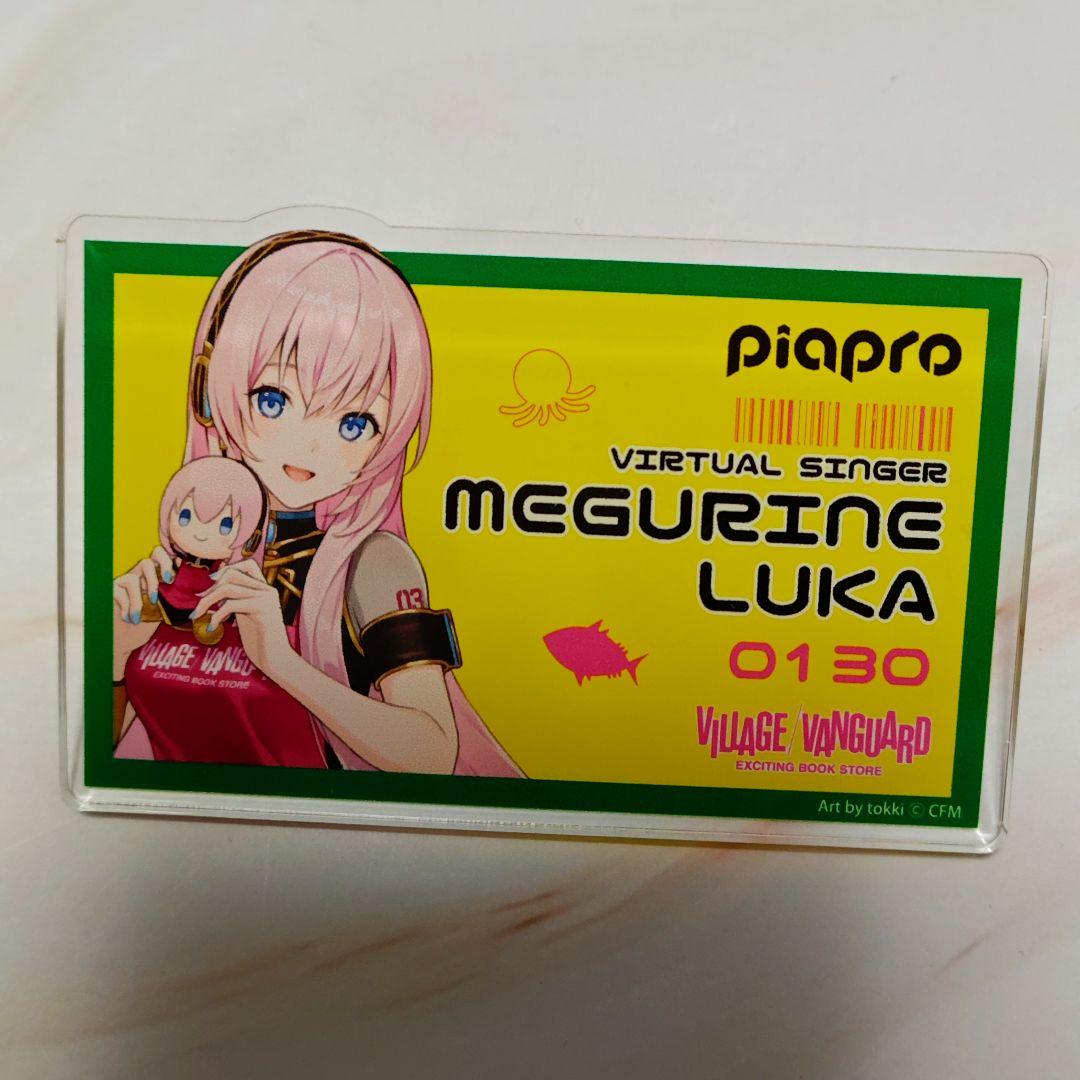 piapro
VIRTUAL SINGER
MEGURINE
LUKA
0130
VILLAGE/VANGUARD
EXCITING BOOK STORE
Art by tokki © CFM
03
VILLAGE VANGU
EXCITING BOOK STORE